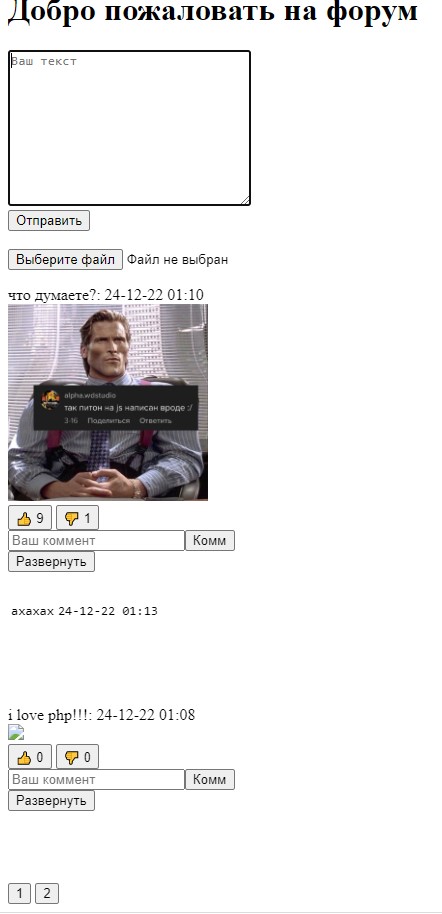 Добро пожаловать на форум
Ваш текст
Отправить
Выберите файл Файл не выбран
что думаете?: 24-12-22 01:10
alpha.wdstudio
так питон на js написан вроде :/
3-16 Поделиться Ответить
👍 9 👎 1
Ваш коммент Комм
Развернуть
ахахах 24-12-22 01:13
i love php!!!: 24-12-22 01:08
👍 0 👎 0
Ваш коммент Комм
Развернуть
1 2